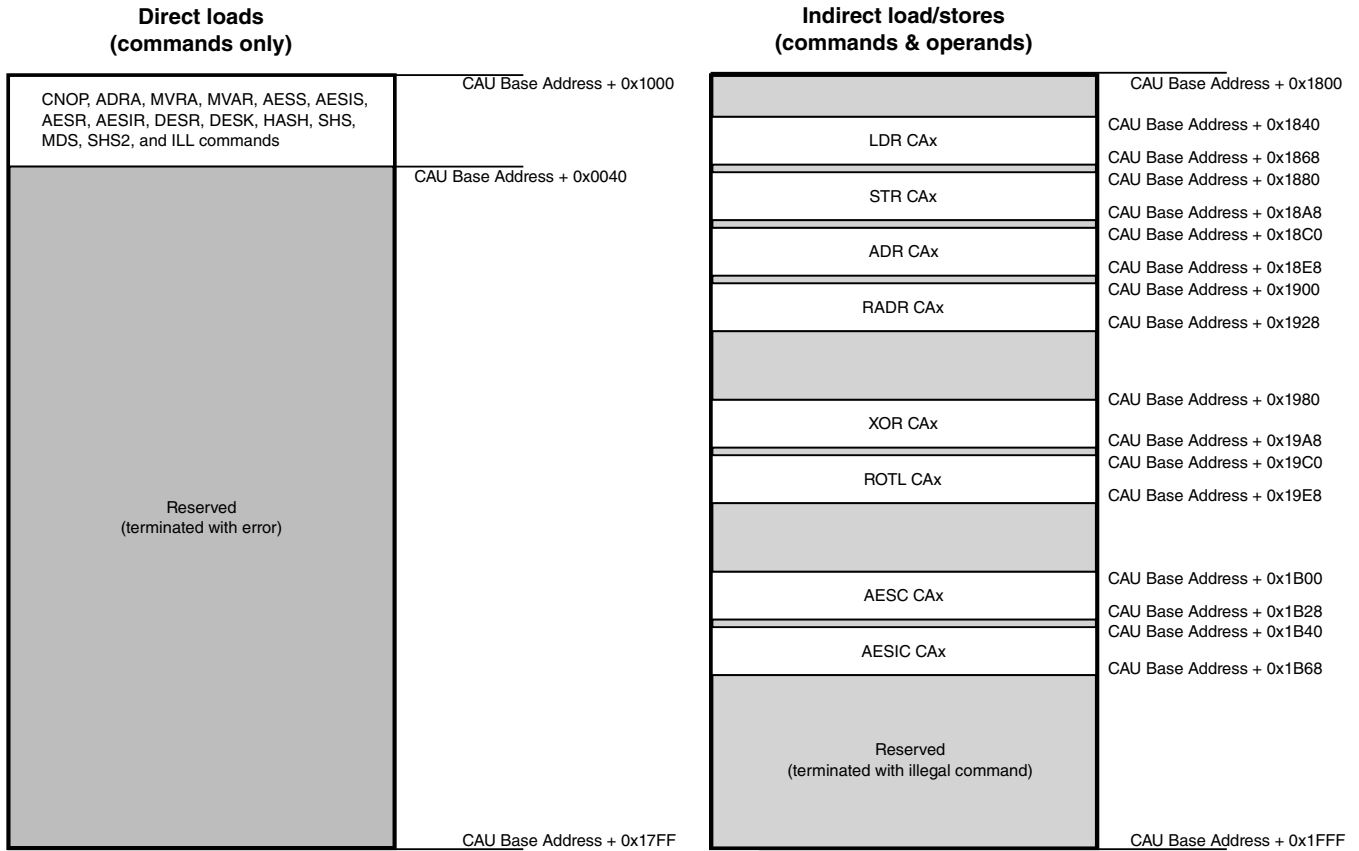 Direct loads
(commands only)
CAU Base Address + 0x1000
CNOP, ADRA, MVRA, MVAR, AESS, AESIS,
AESR, AESIR, DESR, DESK, HASH, SHS,
MDS, SHS2, and ILL commands
CAU Base Address + 0x0040
Reserved
(terminated with error)
CAU Base Address + 0x17FF
Indirect load/stores
(commands & operands)
CAU Base Address + 0x1800
CAU Base Address + 0x1840
LDR CAx
CAU Base Address + 0x1868
CAU Base Address + 0x1880
STR CAx
CAU Base Address + 0x18A8
CAU Base Address + 0x18C0
ADR CAx
CAU Base Address + 0x18E8
CAU Base Address + 0x1900
RADR CAx
CAU Base Address + 0x1928
CAU Base Address + 0x1980
XOR CAx
CAU Base Address + 0x19A8
CAU Base Address + 0x19C0
ROTL CAx
CAU Base Address + 0x19E8
CAU Base Address + 0x1B00
AESC CAx
CAU Base Address + 0x1B28
CAU Base Address + 0x1B40
AESIC CAx
CAU Base Address + 0x1B68
Reserved
(terminated with illegal command)
CAU Base Address + 0x1FFF